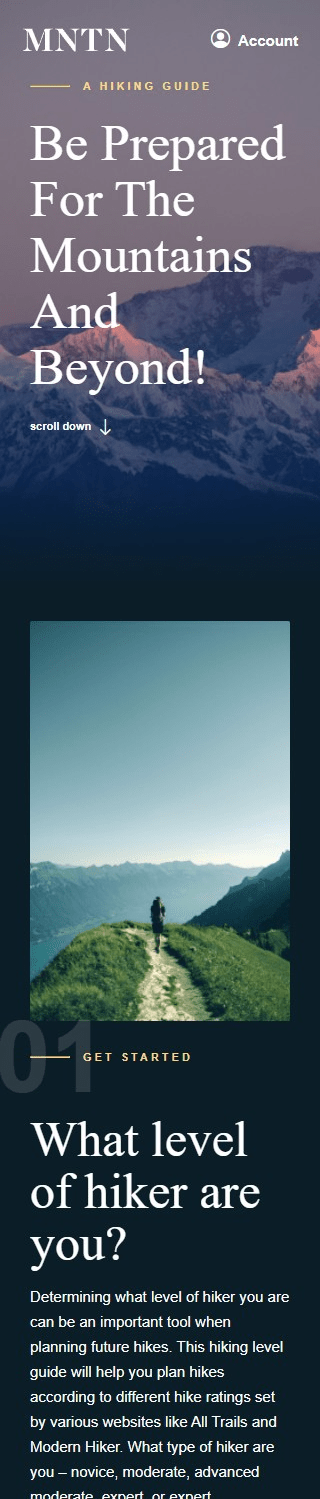 MNTN
Account
A HIKING GUIDE
Be Prepared
For The
Mountains
And
Beyond!
scroll down
01
GET STARTED
What level
of hiker are
you?
Determining what level of hiker you are
can be an important tool when
planning future hikes. This hiking level
guide will help you plan hikes
according to different hike ratings set
by various websites like All Trails and
Modern Hiker. What type of hiker are
you – novice, moderate, advanced
moderate, expert, or expert